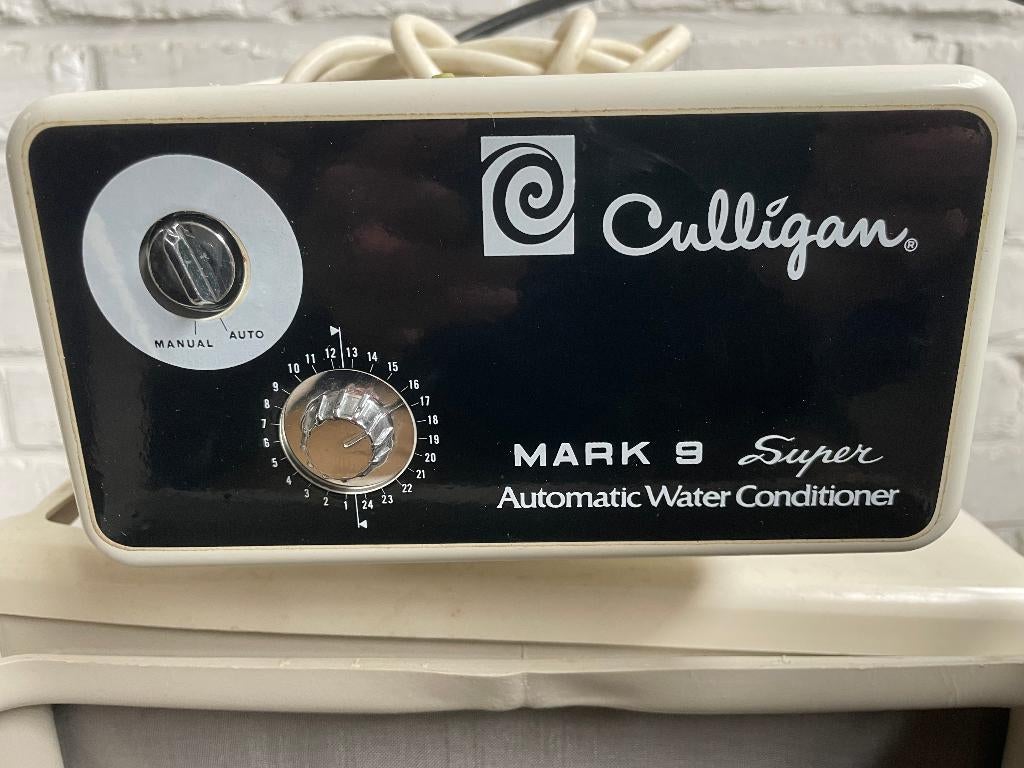 Culligan®
MANUAL AUTO
12 13 14 15 16 17 18 19 20 21 22 23 24 1 2 3 4 5 6 7 8 9 10 11
MARK 9 Super
Automatic Water Conditioner